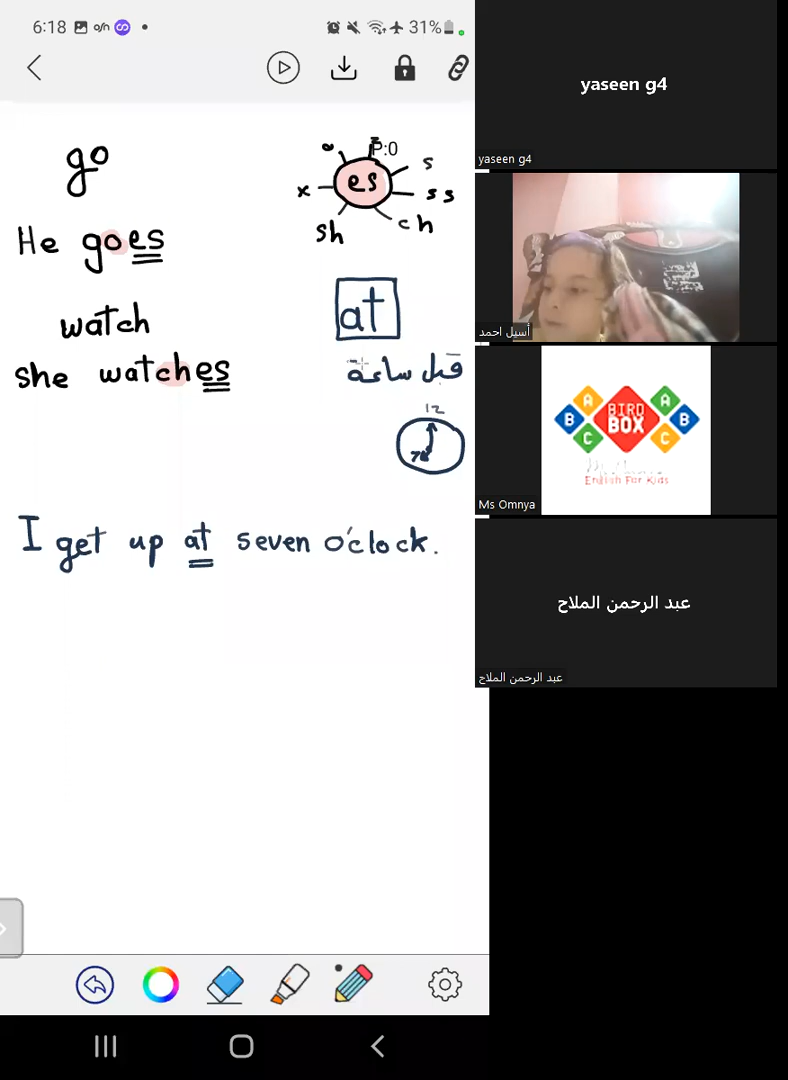 6:18
31%
go
He goes
watch
she watches
P:0
es
o
x
s
ss
sh
ch
at
قبل ساعة
12
7
I get up at seven o'clock.
yaseen g4
yaseen g4
أسيل احمد
A
B
C
BIRD
BOX
A
B
C
English For Kids
Ms Omnya
عبد الرحمن الملاح
عبد الرحمن الملاح